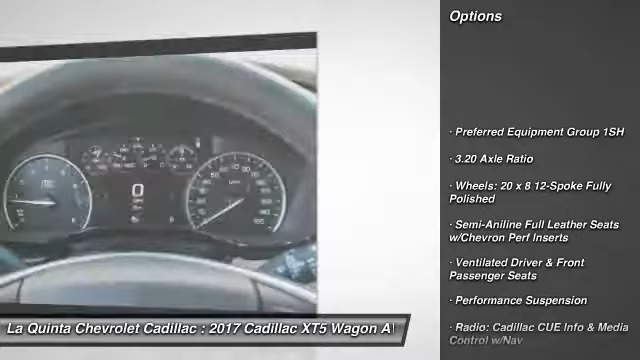 Options
· Preferred Equipment Group 1SH
· 3.20 Axle Ratio
· Wheels: 20 x 8 12-Spoke Fully
Polished
· Semi-Aniline Full Leather Seats
w/Chevron Perf Inserts
· Ventilated Driver & Front
Passenger Seats
· Performance Suspension
· Radio: Cadillac CUE Info & Media
Control w/Nav
0
La Quinta Chevrolet Cadillac : 2017 Cadillac XT5 Wagon